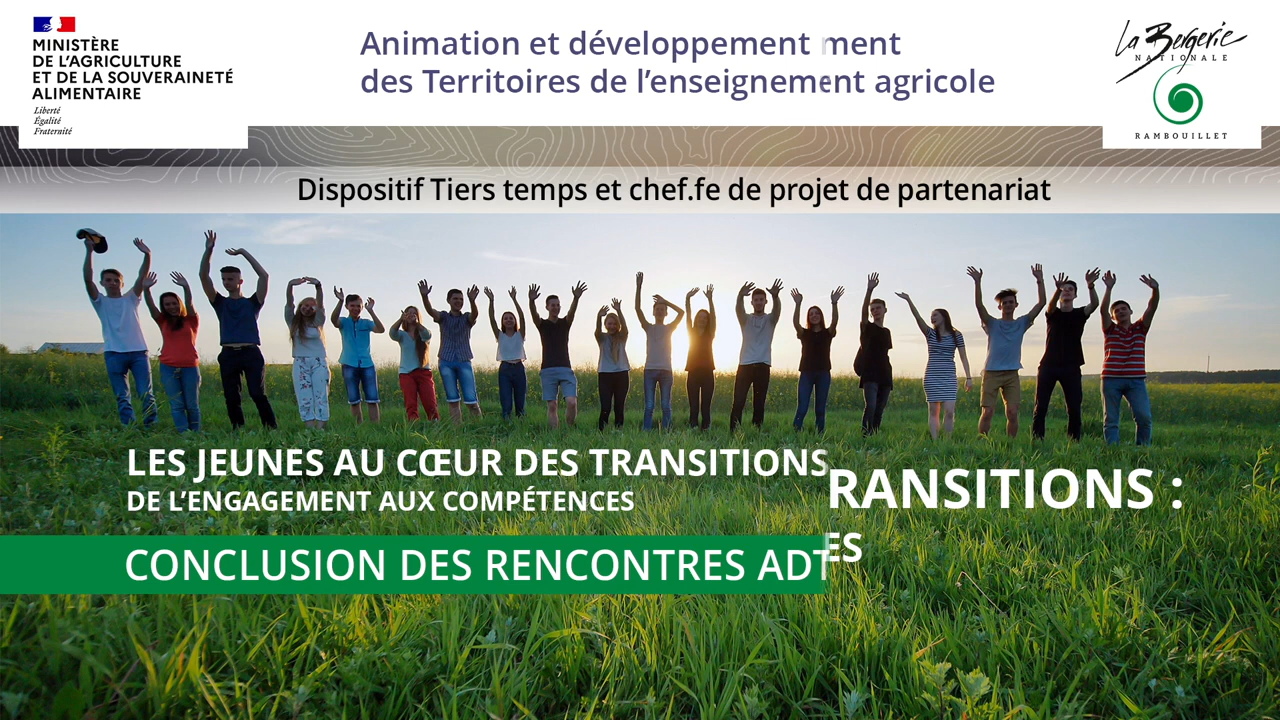 MINISTÈRE
DE L'AGRICULTURE
ET DE LA SOUVERAINETÉ
ALIMENTAIRE
Liberté
Égalité
Fraternité
Animation et développement ment
des Territoires de l'enseignement agricole
La Bergerie
NATIONALE
RAMBOUILLET
Dispositif Tiers temps et chef.fe de projet de partenariat
LES JEUNES AU CŒUR DES TRANSITIONS
RANSITIONS :
DE L'ENGAGEMENT AUX COMPÉTENCES
ES
CONCLUSION DES RENCONTRES ADT